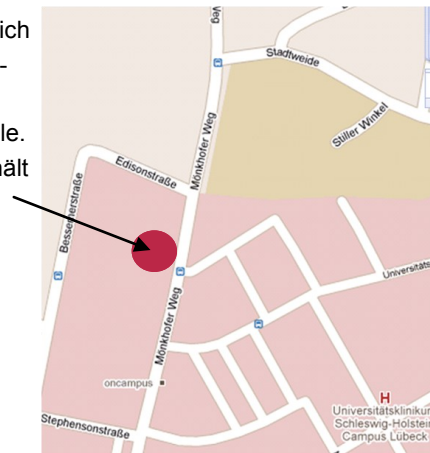 ich
-
le.
hält
Weg
Stadtweide
Mönkhofer Weg
Stiller Winkel
Edisonstraße
Bessemerstraße
Universitäts
Mönkhofer Weg
oncampus
H
Universitätsklinikum
Schleswig-Holstein
Campus Lübeck
Stephensonstraße